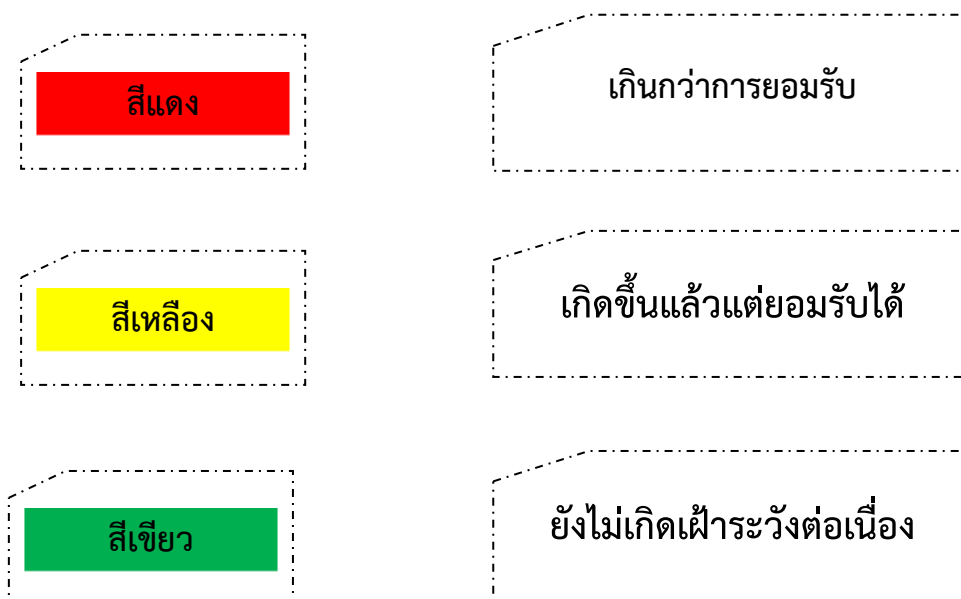 สีแดง
เกินกว่าการยอมรับ
สีเหลือง
เกิดขึ้นแล้วแต่ยอมรับได้
สีเขียว
ยังไม่เกิดเฝ้าระวังต่อเนื่อง